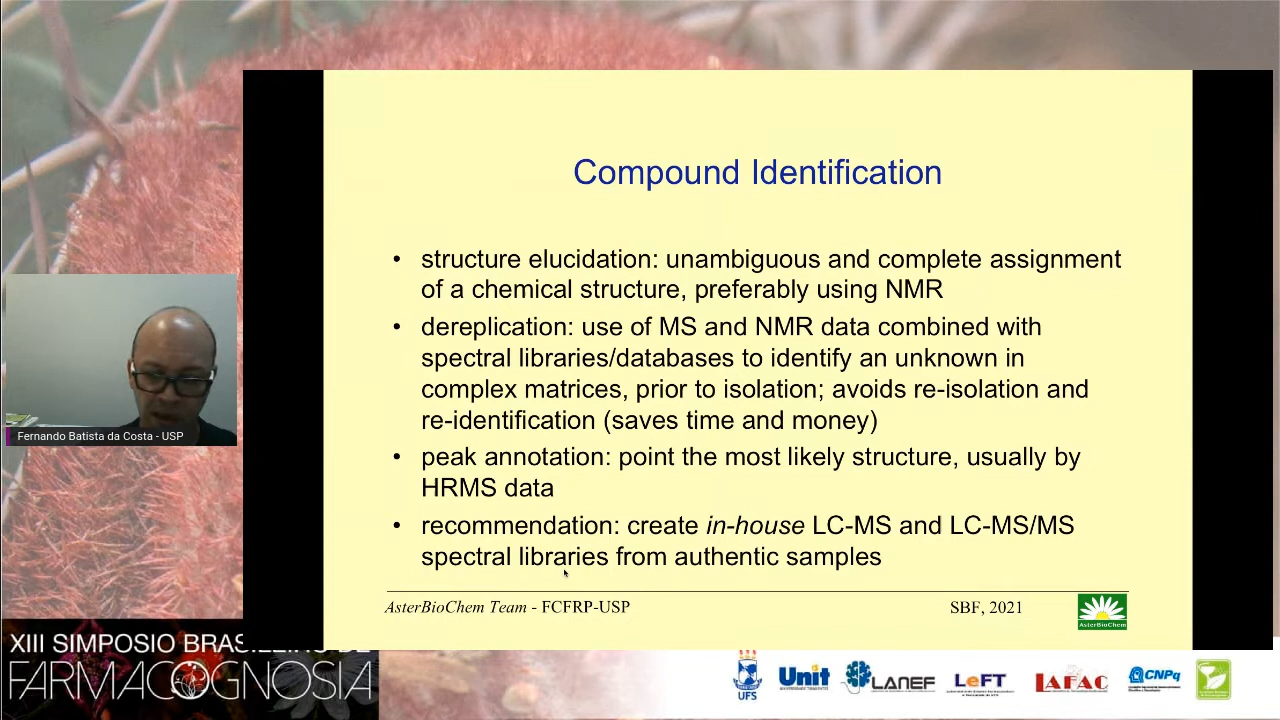 Compound Identification
• structure elucidation: unambiguous and complete assignment
of a chemical structure, preferably using NMR
• dereplication: use of MS and NMR data combined with
spectral libraries/databases to identify an unknown in
complex matrices, prior to isolation; avoids re-isolation and
re-identification (saves time and money)
• peak annotation: point the most likely structure, usually by
HRMS data
• recommendation: create in-house LC-MS and LC-MS/MS
spectral libraries from authentic samples
AsterBioChem Team - FCFRP-USP
SBF, 2021
AsterBioChem
Fernando Batista da Costa - USP
XIII SIMPOSIO BRASILEIRO DE
FARMACOGNOSIA
UFS
Unit
LANEF
LeFT
LAFAC
CNPq